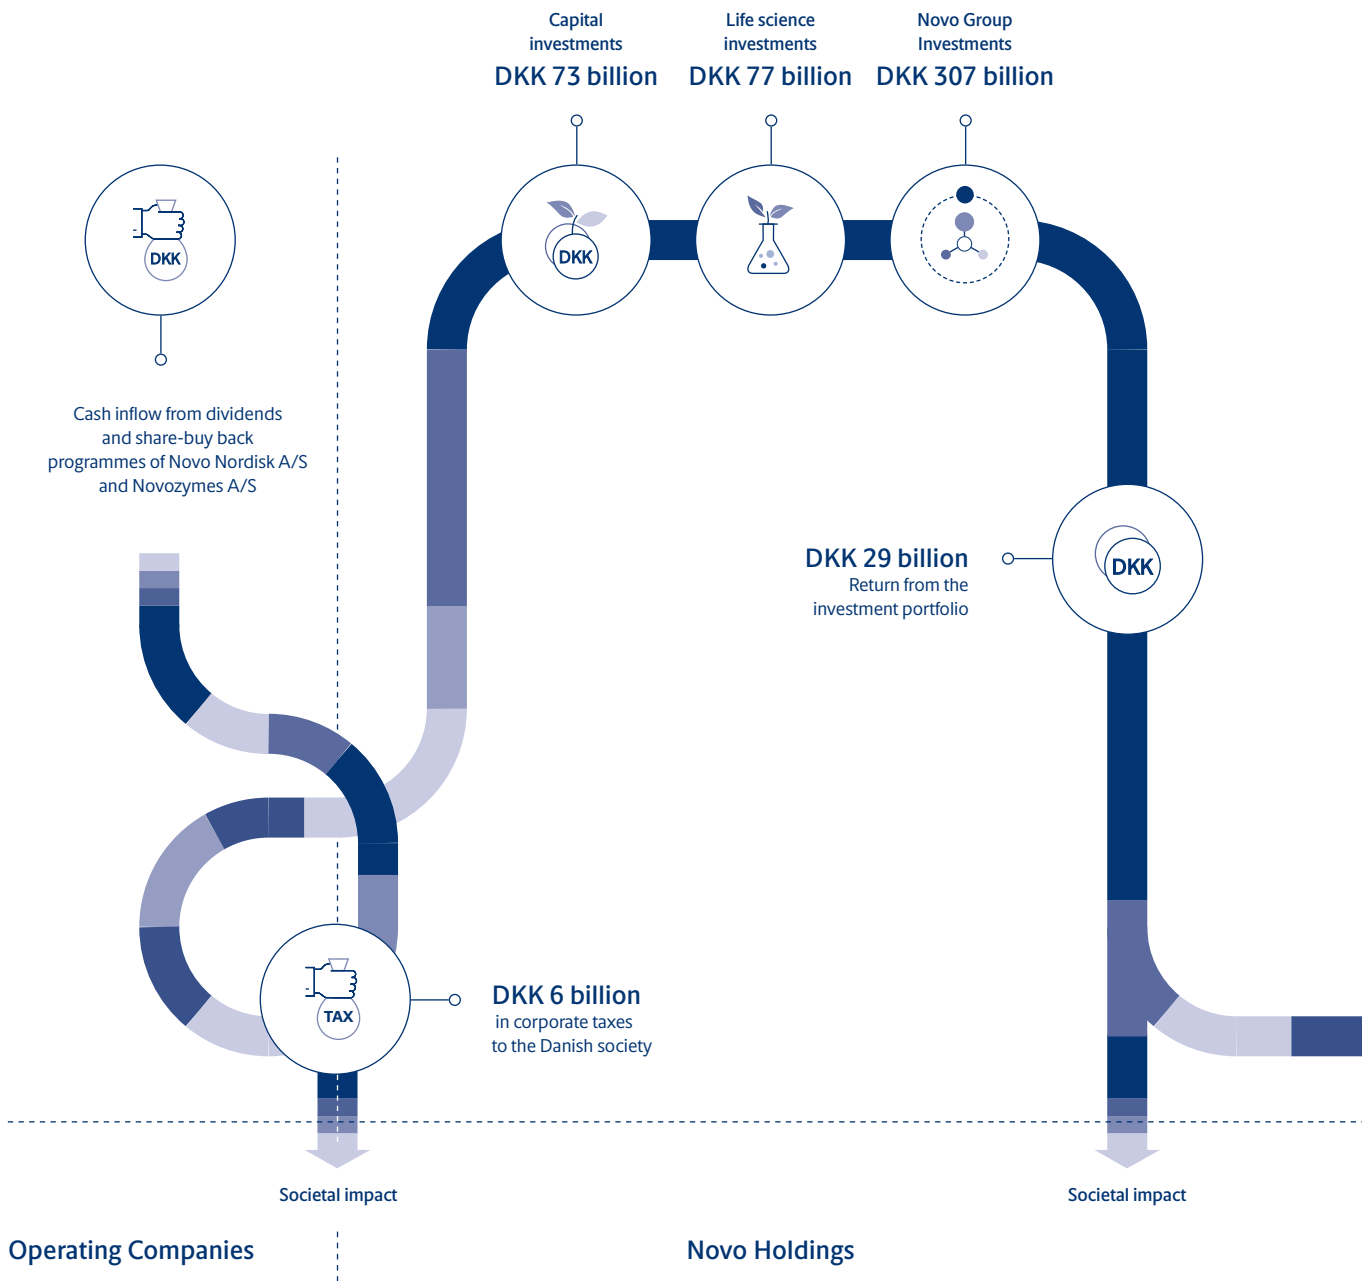 Capital
investments
DKK 73 billion
Life science
investments
DKK 77 billion
Novo Group
Investments
DKK 307 billion
DKK
DKK
Cash inflow from dividends
and share-buy back
programmes of Novo Nordisk A/S
and Novozymes A/S
DKK 29 billion
Return from the
investment portfolio
DKK
TAX
DKK 6 billion
in corporate taxes
to the Danish society
Societal impact
Societal impact
Operating Companies
Novo Holdings